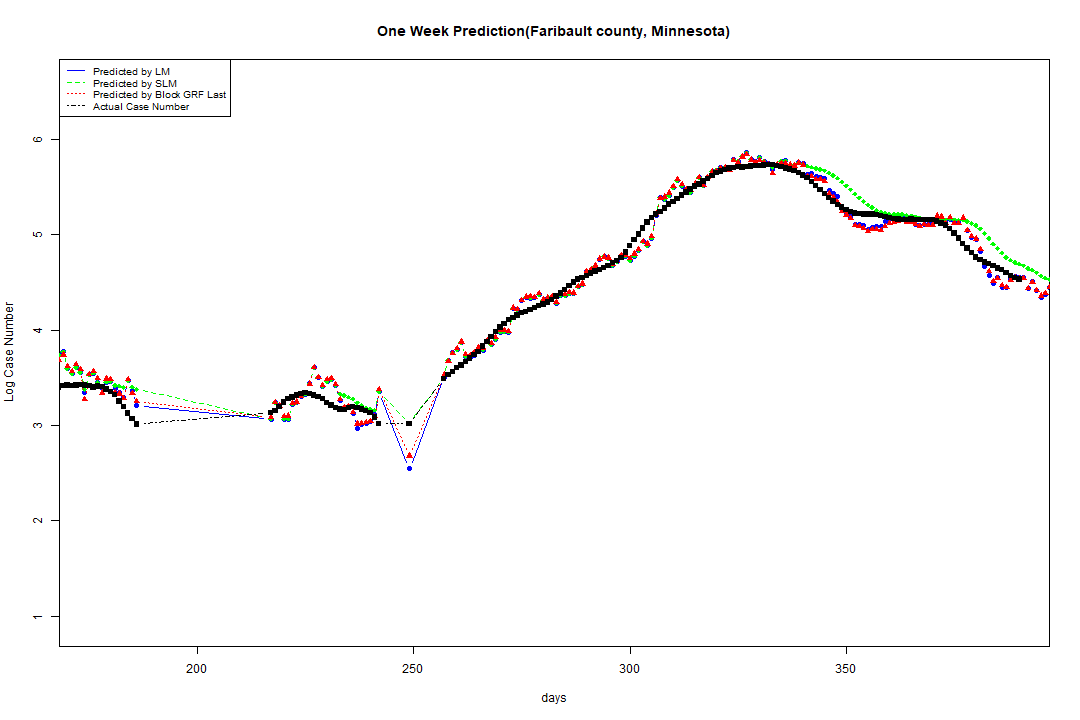 One Week Prediction(Faribault county, Minnesota)
Predicted by LM
Predicted by SLM
Predicted by Block GRF Last
Actual Case Number
6
5
4
3
2
1
Log Case Number
200 250 300 350
days